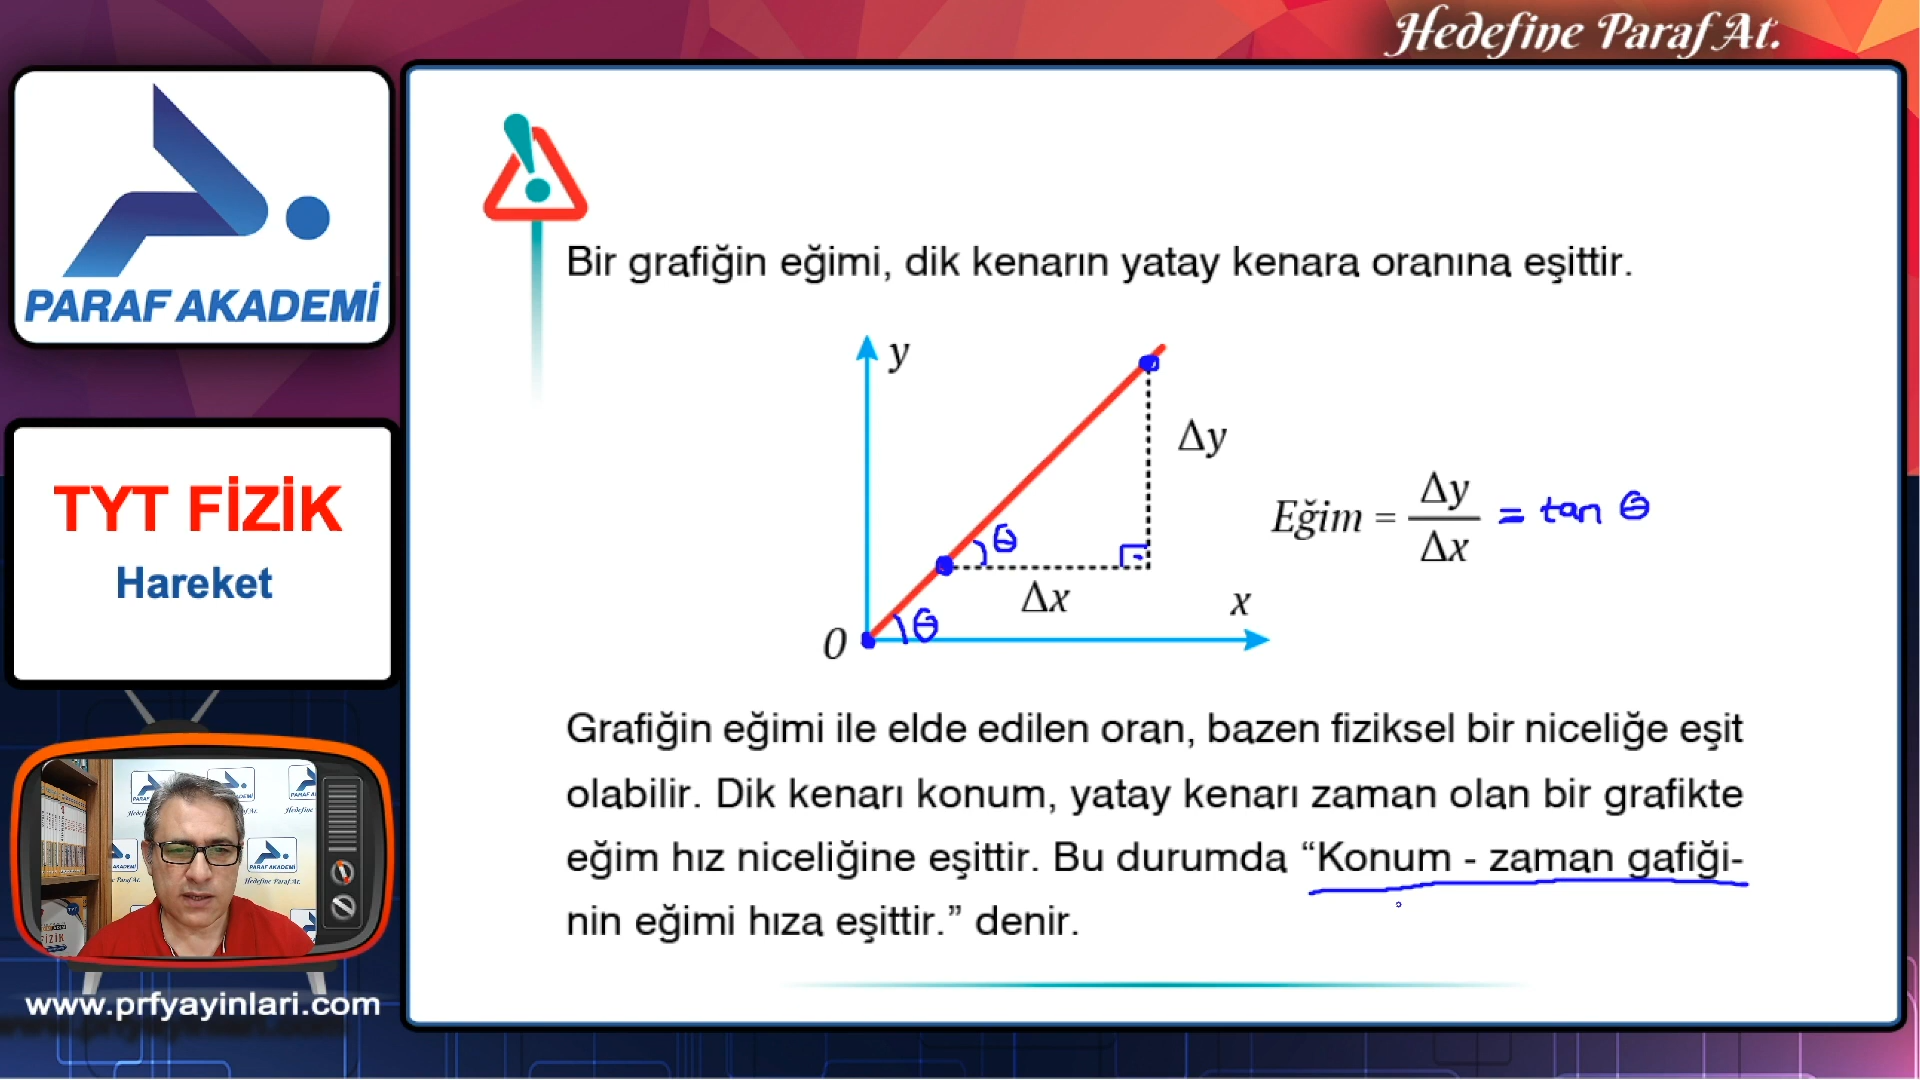 Hedefine Paraf At.
PARAF AKADEMİ
TYT FİZİK
Hareket
www.prfyayinlari.com
Bir grafiğin eğimi, dik kenarın yatay kenara oranına eşittir.
y
Δy
θ
Δx
x
θ
0
Eğim = Δy/Δx = tan θ
Grafiğin eğimi ile elde edilen oran, bazen fiziksel bir niceliğe eşit
olabilir. Dik kenarı konum, yatay kenarı zaman olan bir grafikte
eğim hız niceliğine eşittir. Bu durumda “Konum - zaman gafiği-
nin eğimi hıza eşittir.” denir.